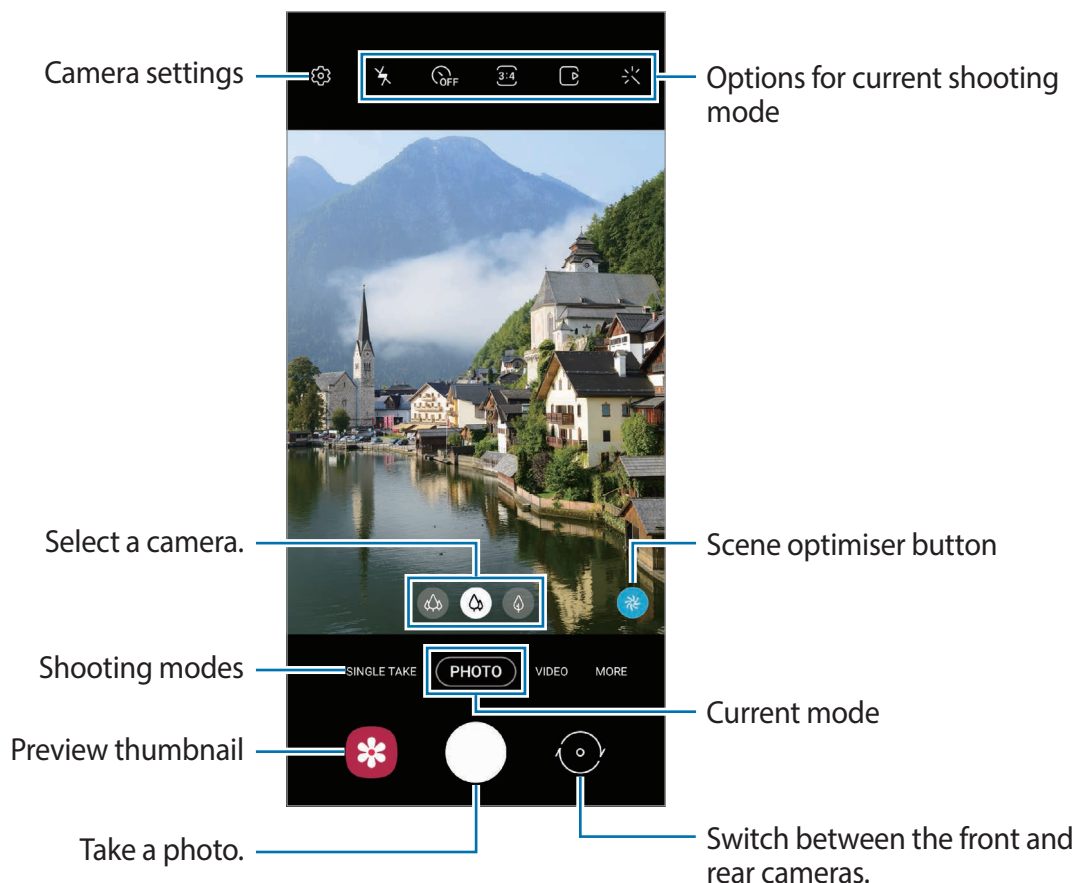 Camera settings
OFF
3:4
Options for current shooting
mode
Select a camera.
Scene optimiser button
Shooting modes
SINGLE TAKE
PHOTO
VIDEO
MORE
Current mode
Preview thumbnail
Take a photo.
Switch between the front and
rear cameras.